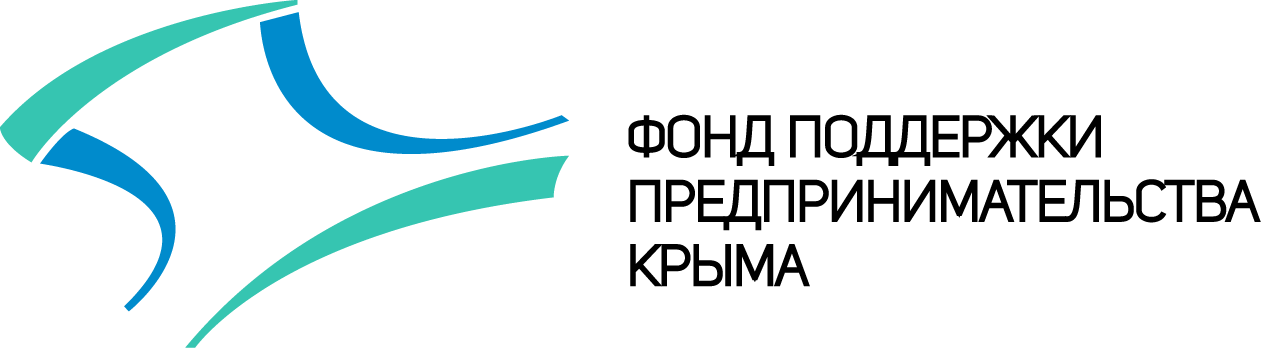 ФОНД ПОДДЕРЖКИ
ПРЕДПРИНИМАТЕЛЬСТВА
КРЫМА